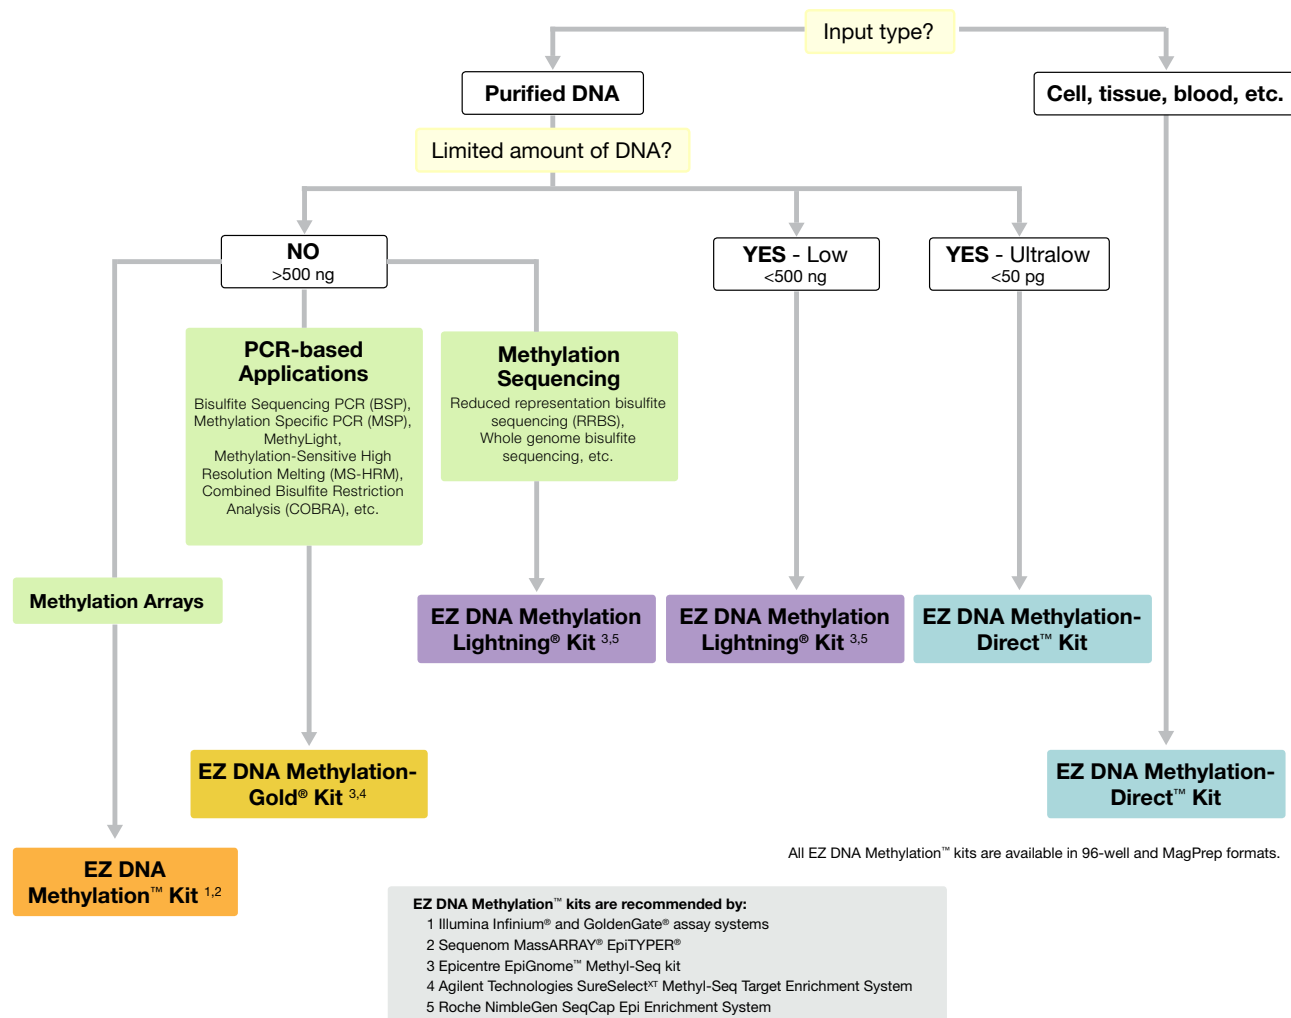 Input type?
Purified DNA
Cell, tissue, blood, etc.
Limited amount of DNA?
NO
>500 ng
YES - Low
<500 ng
YES - Ultralow
<50 pg
PCR-based
Applications
Bisulfite Sequencing PCR (BSP),
Methylation Specific PCR (MSP),
MethyLight,
Methylation-Sensitive High
Resolution Melting (MS-HRM),
Combined Bisulfite Restriction
Analysis (COBRA), etc.
Methylation
Sequencing
Reduced representation bisulfite
sequencing (RRBS),
Whole genome bisulfite
sequencing, etc.
Methylation Arrays
EZ DNA Methylation
Lightning® Kit 3,5
EZ DNA Methylation
Lightning® Kit 3,5
EZ DNA Methylation-
Direct™ Kit
EZ DNA Methylation-
Gold® Kit 3,4
EZ DNA Methylation-
Direct™ Kit
EZ DNA
Methylation™ Kit 1,2
All EZ DNA Methylation™ kits are available in 96-well and MagPrep formats.
EZ DNA Methylation™ kits are recommended by:
1 Illumina Infinium® and GoldenGate® assay systems
2 Sequenom MassARRAY® EpiTYPER®
3 Epicentre EpiGnome™ Methyl-Seq kit
4 Agilent Technologies SureSelectXT Methyl-Seq Target Enrichment System
5 Roche NimbleGen SeqCap Epi Enrichment System